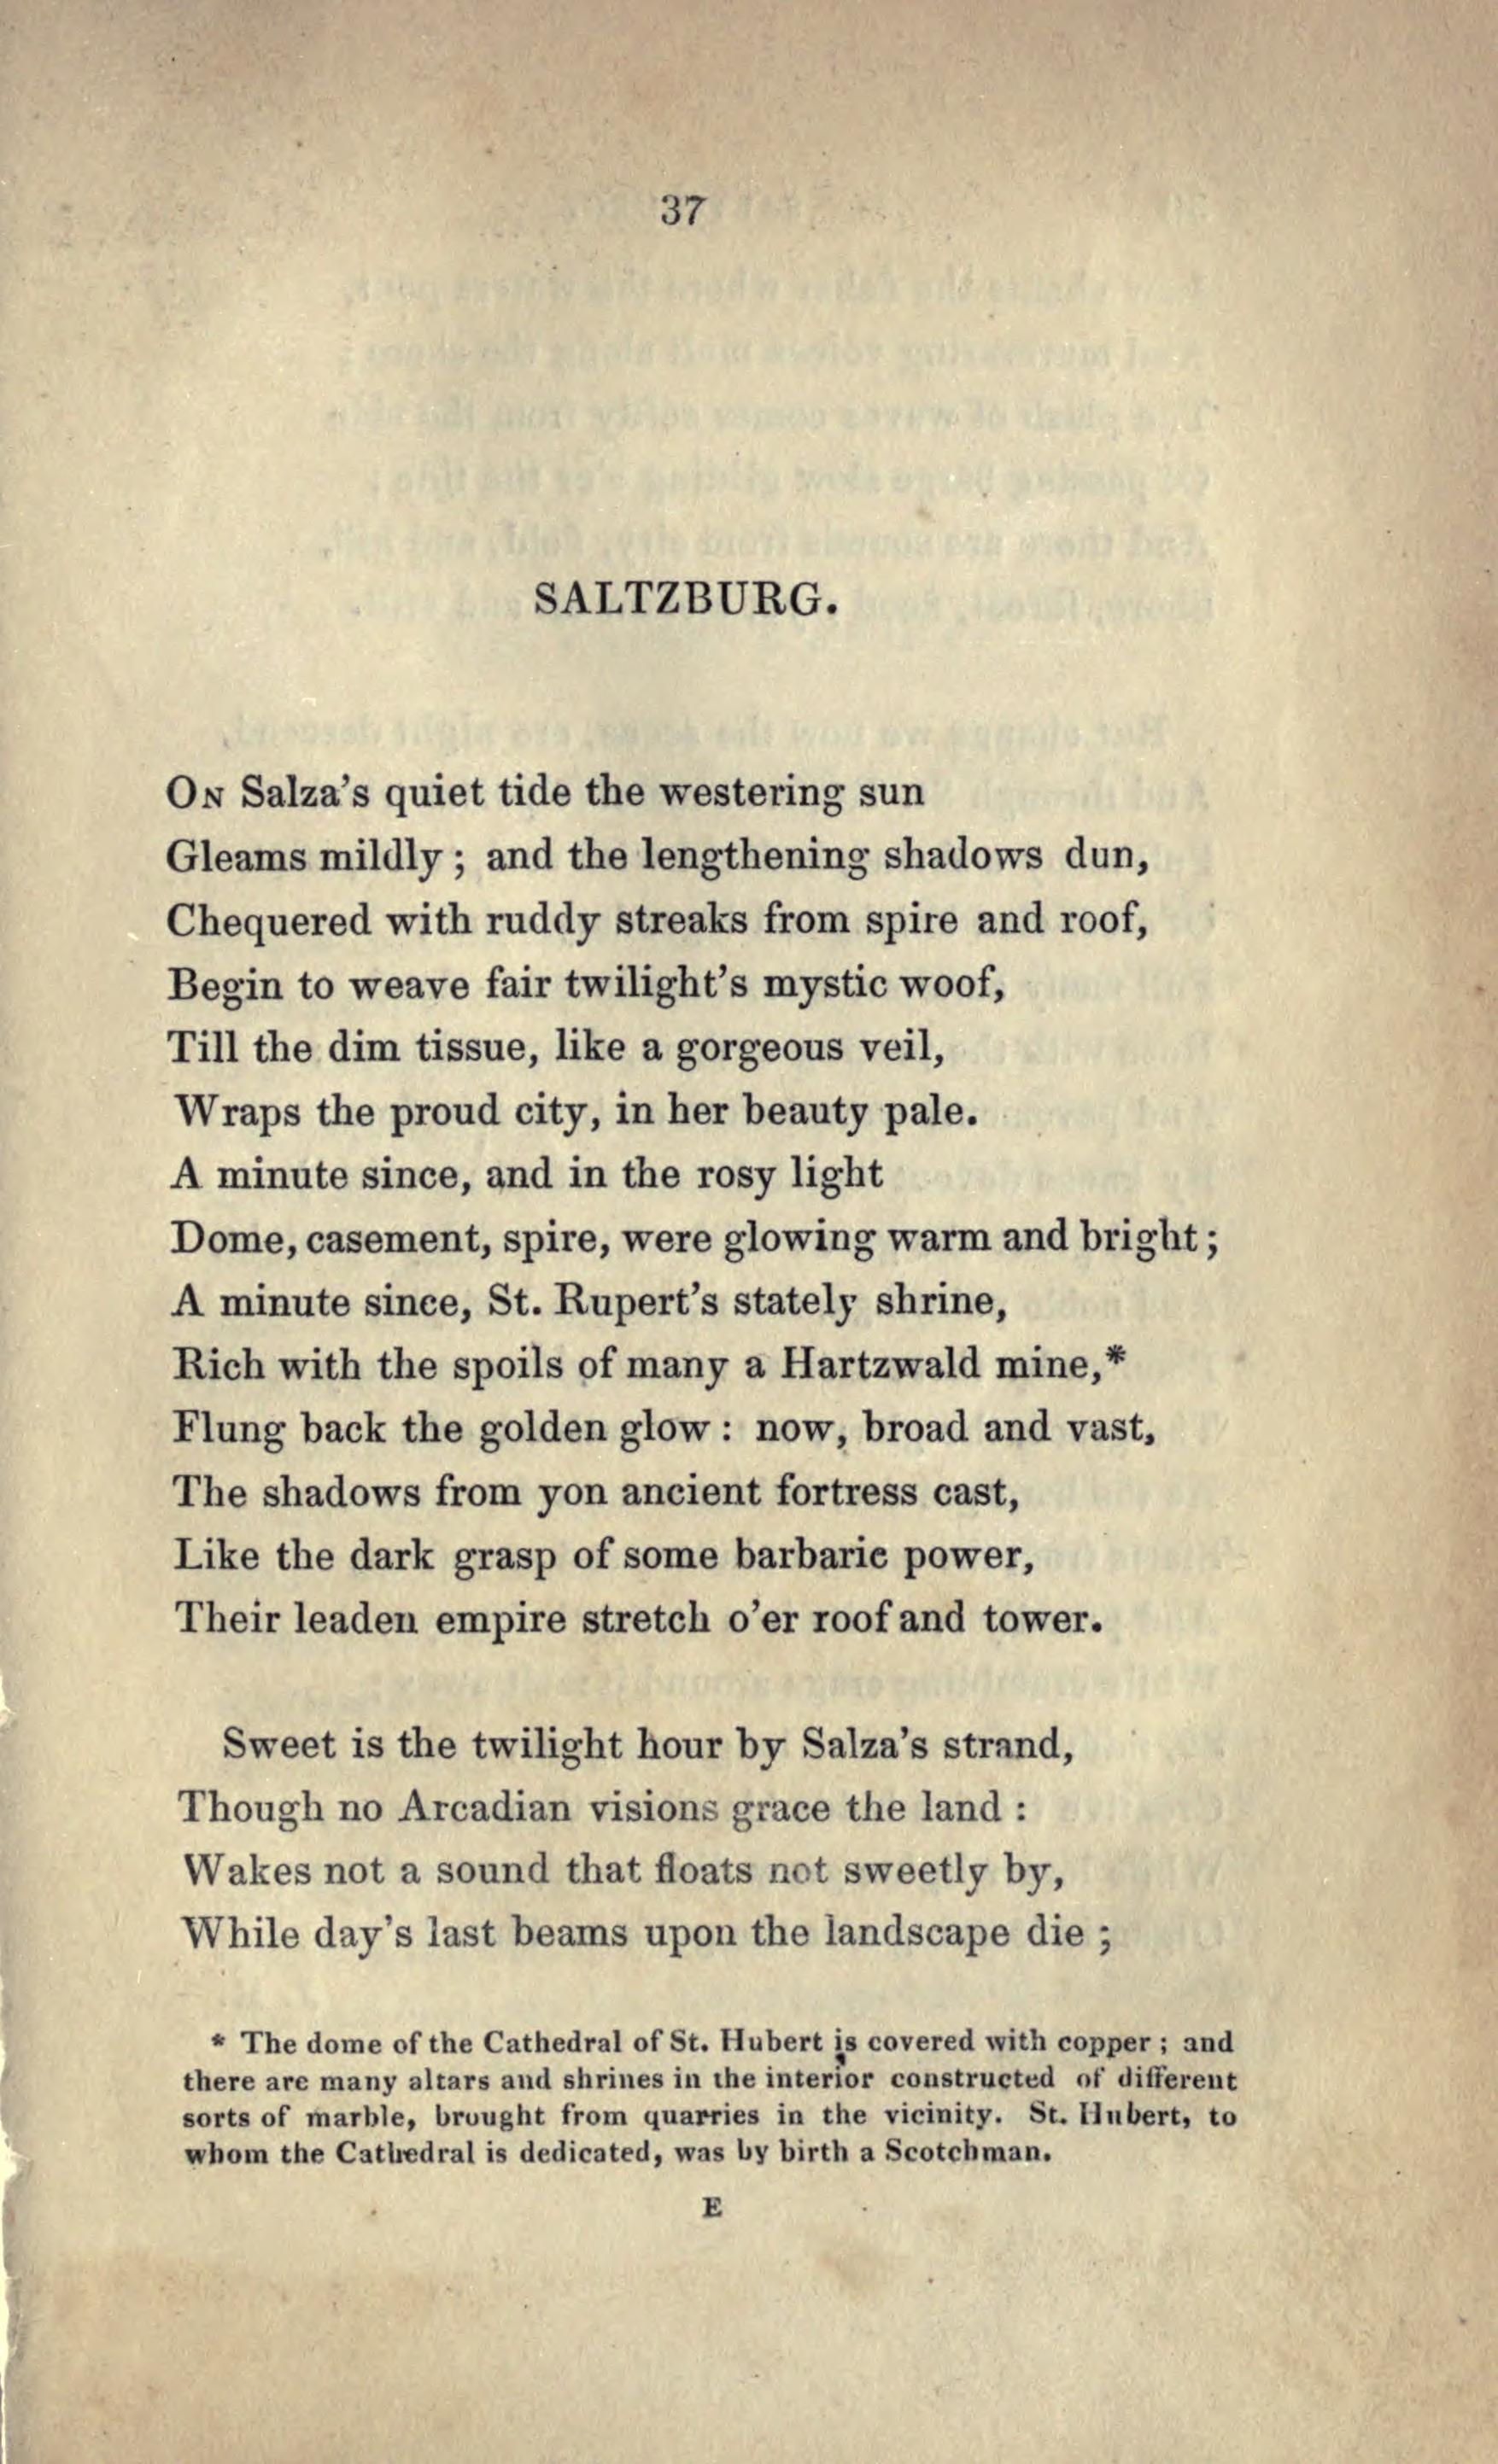 37
SALTZBURG.
ON Salza's quiet tide the westering sun
Gleams mildly ; and the lengthening shadows dun,
Chequered with ruddy streaks from spire and roof,
Begin to weave fair twilight's mystic woof,
Till the dim tissue, like a gorgeous veil,
Wraps the proud city, in her beauty pale.
A minute since, and in the rosy light
Dome, casement, spire, were glowing warm and bright ;
A minute since, St. Rupert's stately shrine,
Rich with the spoils of many a Hartzwald mine,*
Flung back the golden glow : now, broad and vast,
The shadows from yon ancient fortress cast,
Like the dark grasp of some barbaric power,
Their leaden empire stretch o'er roof and tower.
Sweet is the twilight hour by Salza's strand,
Though no Arcadian visions grace the land :
Wakes not a sound that floats not sweetly by,
While day's last beams upon the landscape die ;
* The dome of the Cathedral of St. Hubert is covered with copper ; and
there are many altars and shrines in the interior constructed of different
sorts of marble, brought from quarries in the vicinity. St. Hubert, to
whom the Cathedral is dedicated, was by birth a Scotchman.
E